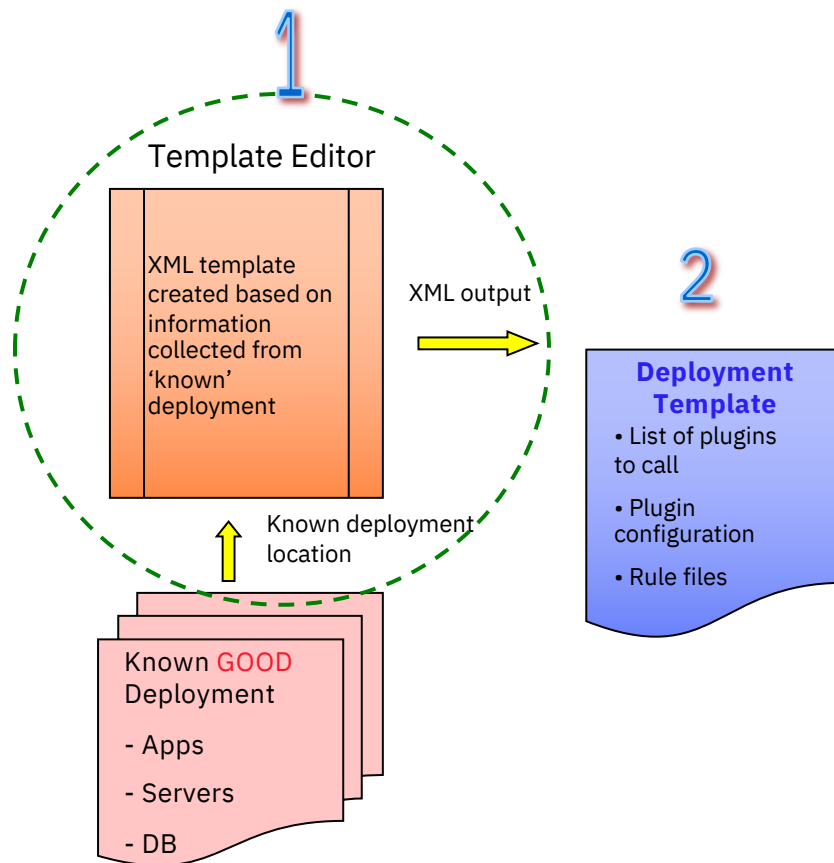 1
Template Editor
XML template
created based on
information
collected from
‘known’
deployment
XML output
Known deployment
location
Known GOOD
Deployment
- Apps
- Servers
- DB
2
Deployment
Template
• List of plugins
to call
• Plugin
configuration
• Rule files